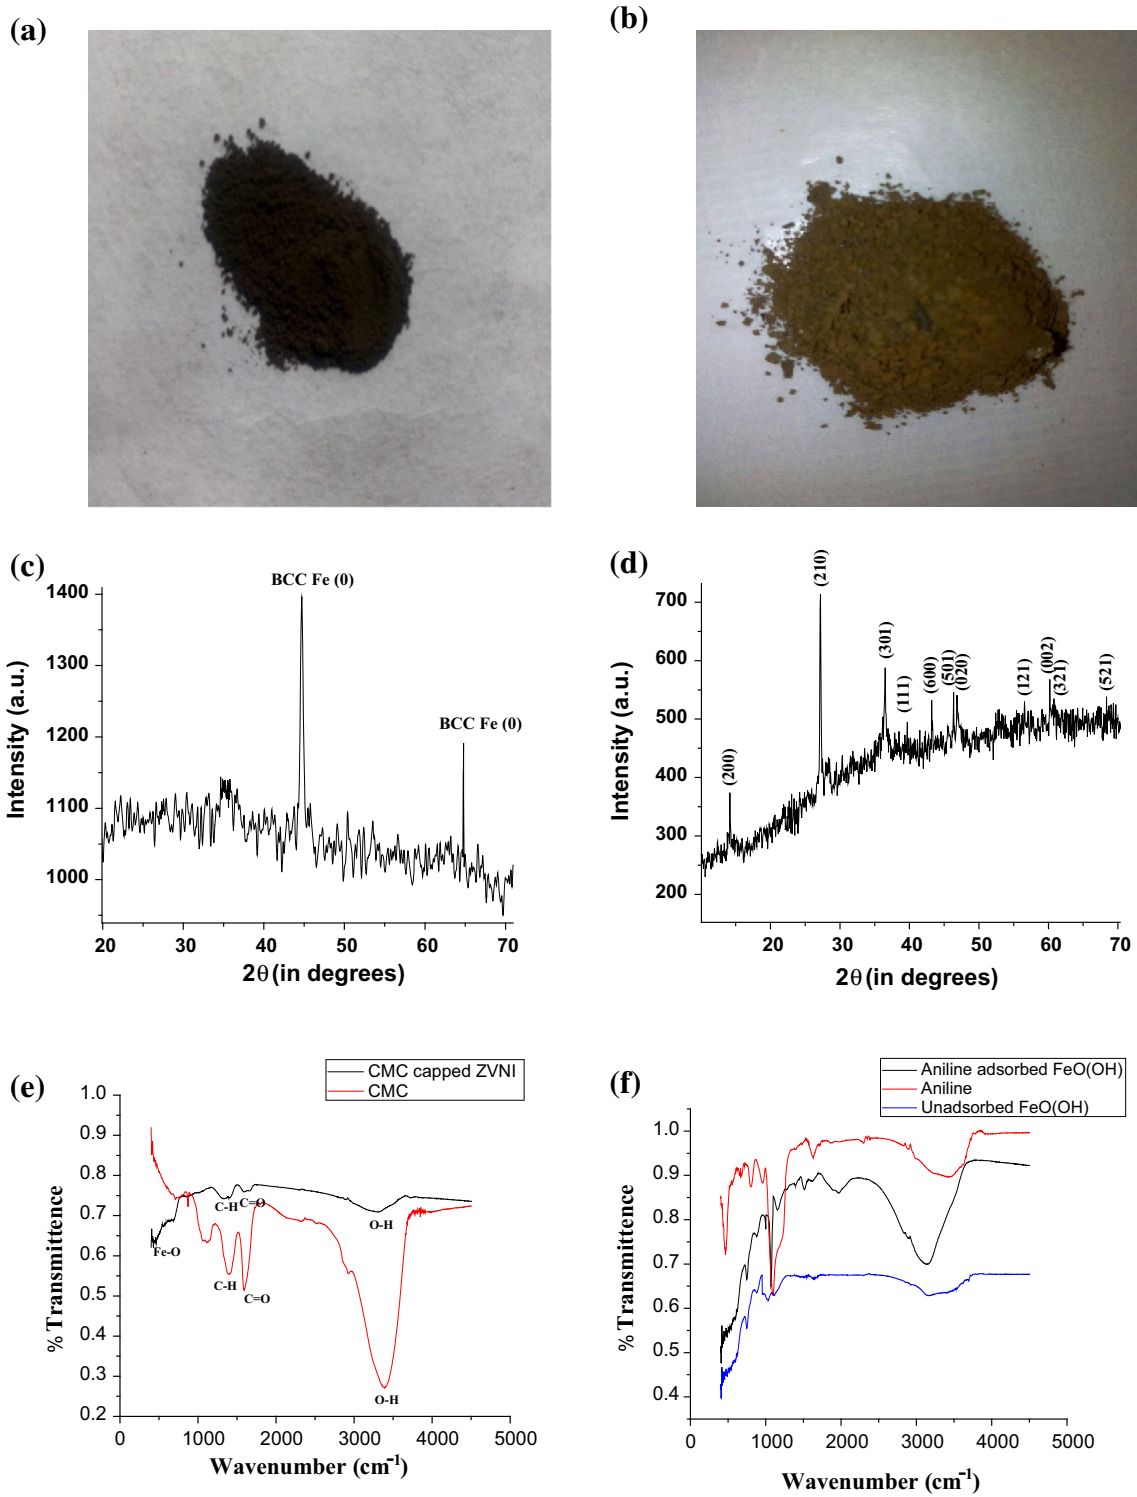 (a)
(b)
(c)
BCC Fe (0)
BCC Fe (0)
Intensity (a.u.)
1400
1300
1200
1100
1000
20 30 40 50 60 70
2θ (in degrees)
(d)
(200)
(210)
(301)
(111)
(600)
(501)
(020)
(121)
(002)
(321)
(521)
Intensity (a.u.)
700
600
500
400
300
200
20 30 40 50 60 70
2θ (in degrees)
(e)
CMC capped ZVNI
CMC
% Transmittence
1.0
0.9
0.8
0.7
0.6
0.5
0.4
0.3
0.2
Fe-O
C-H
C=O
O-H
C-H
C=O
O-H
0 1000 2000 3000 4000 5000
Wavenumber (cm⁻¹)
(f)
Aniline adsorbed FeO(OH)
Aniline
Unadsorbed FeO(OH)
% Transmittence
1.0
0.9
0.8
0.7
0.6
0.5
0.4
0 1000 2000 3000 4000 5000
Wavenumber (cm⁻¹)